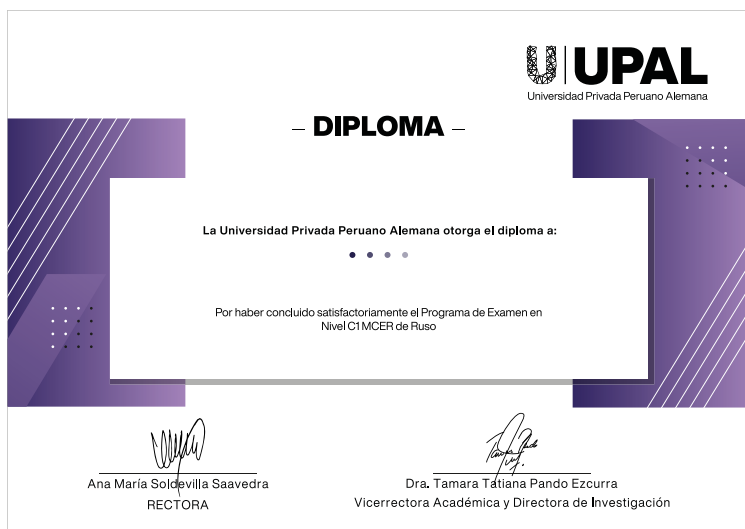 UPAL
Universidad Privada Peruano Alemana
– DIPLOMA –
La Universidad Privada Peruano Alemana otorga el diploma a:
Por haber concluido satisfactoriamente el Programa de Examen en
Nivel C1 MCER de Ruso
Ana María Soldevilla Saavedra
RECTORA
Dra. Tamara Tatiana Pando Ezcurra
Vicerrectora Académica y Directora de Investigación